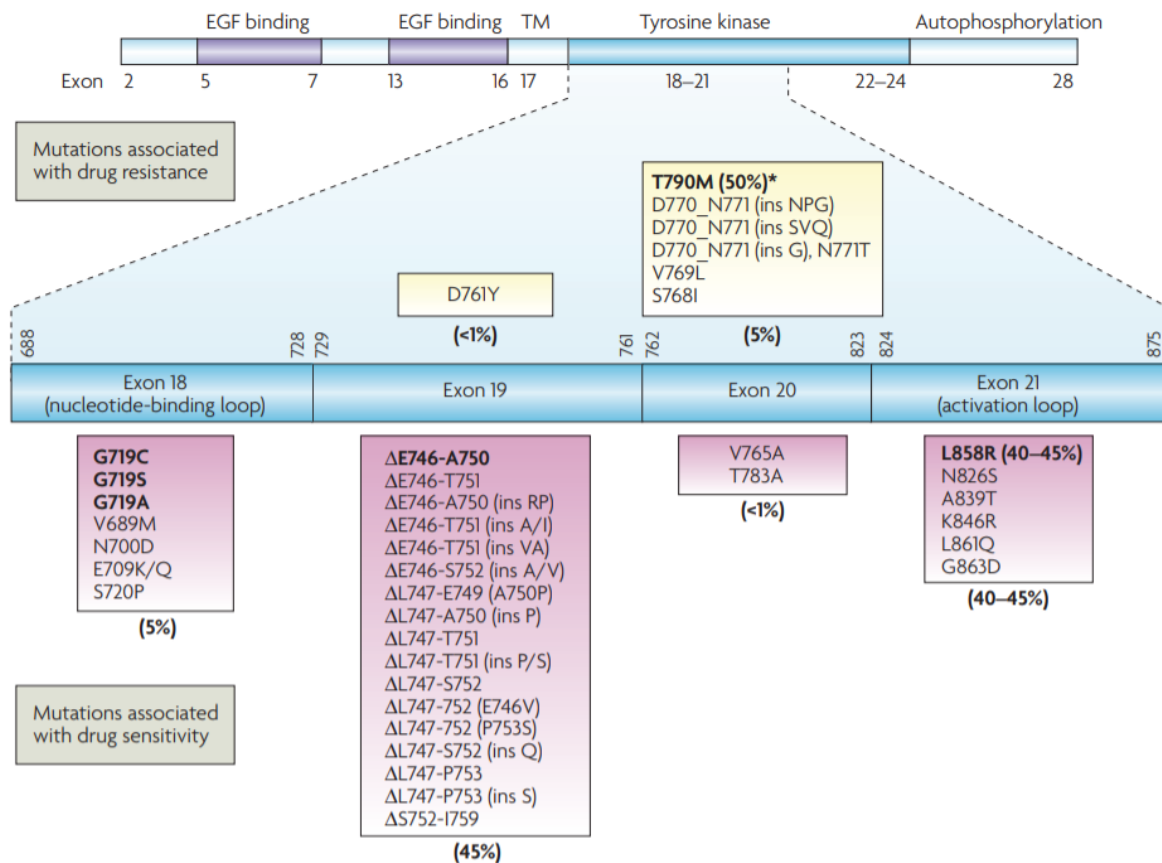 EGF binding EGF binding TM Tyrosine kinase Autophosphorylation
Exon 2 5 7 13 16 17 18–21 22–24 28
Mutations associated
with drug resistance
T790M (50%)*
D770_N771 (ins NPG)
D770_N771 (ins SVQ)
D770_N771 (ins G), N771T
V769L
S768I
(5%)
D761Y
(<1%)
688 728 729 761 762 823 824 875
Exon 18
(nucleotide-binding loop)
Exon 19
Exon 20
Exon 21
(activation loop)
G719C
G719S
G719A
V689M
N700D
E709K/Q
S720P
(5%)
ΔE746-A750
ΔE746-T751
ΔE746-A750 (ins RP)
ΔE746-T751 (ins A/I)
ΔE746-T751 (ins VA)
ΔE746-S752 (ins A/V)
ΔL747-E749 (A750P)
ΔL747-A750 (ins P)
ΔL747-T751
ΔL747-T751 (ins P/S)
ΔL747-S752
ΔL747-752 (E746V)
ΔL747-752 (P753S)
ΔL747-S752 (ins Q)
ΔL747-P753
ΔL747-P753 (ins S)
ΔS752-I759
(45%)
V765A
T783A
(<1%)
L858R (40–45%)
N826S
A839T
K846R
L861Q
G863D
(40–45%)
Mutations associated
with drug sensitivity